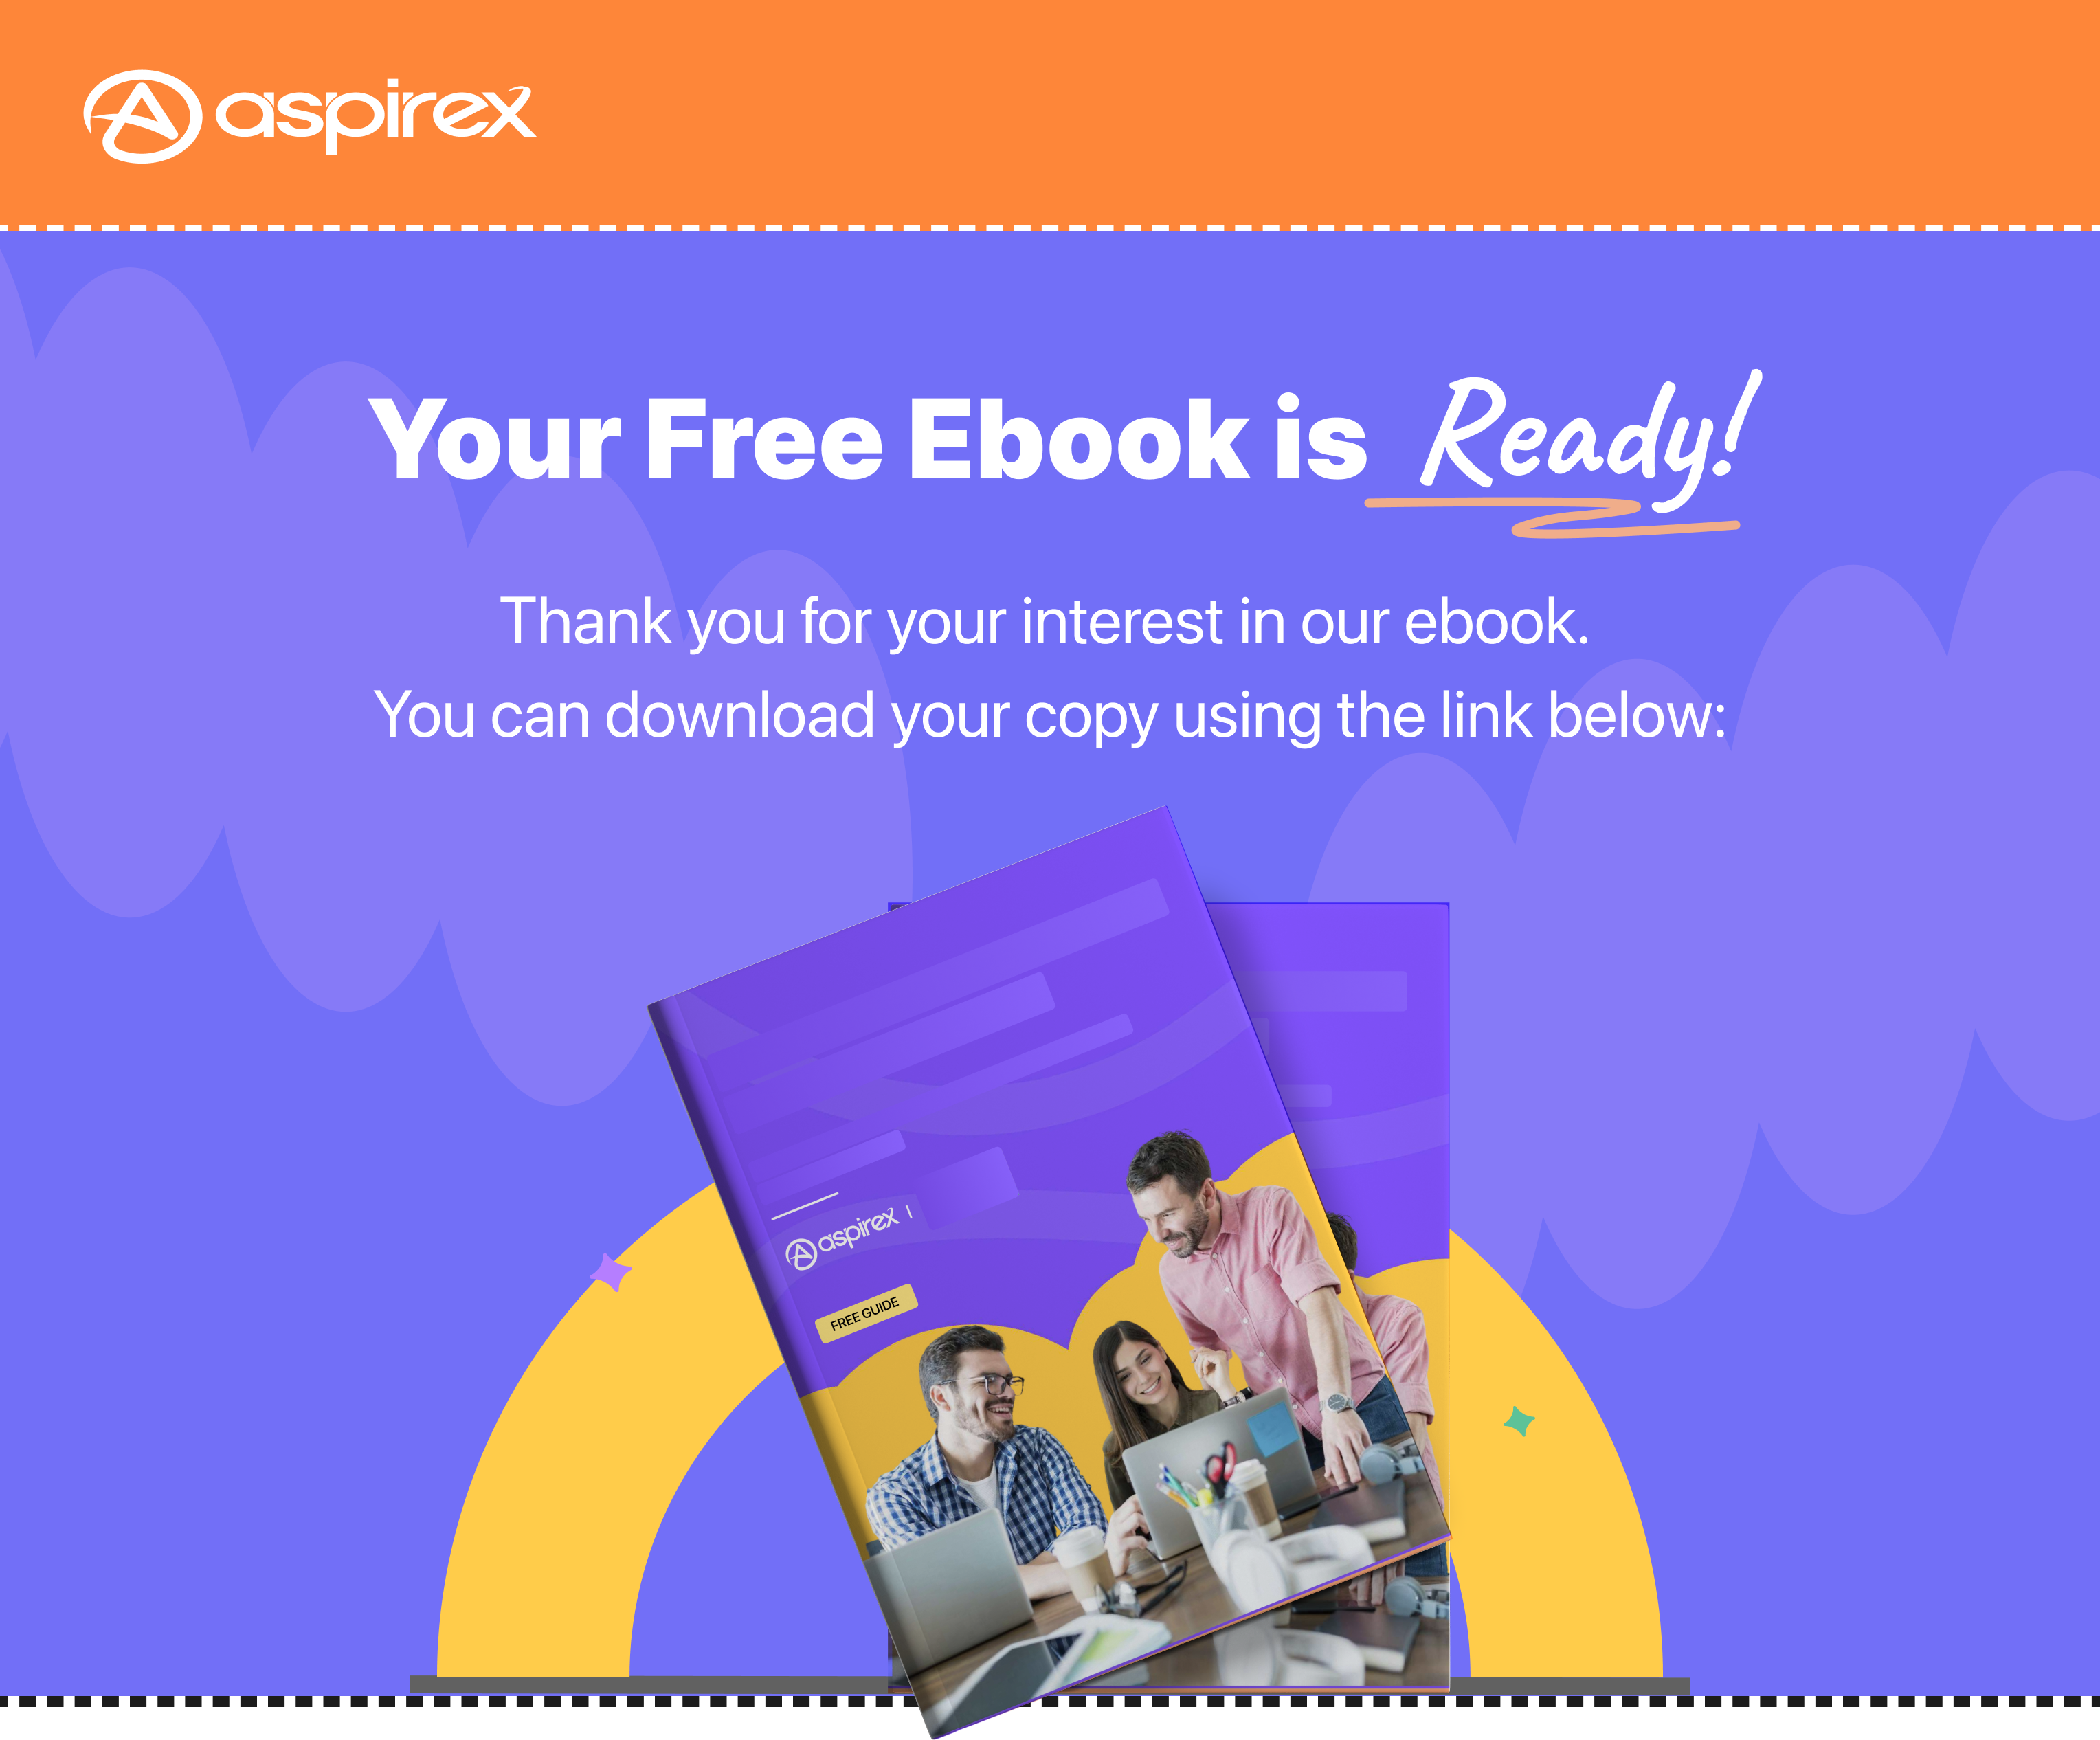 aspirex
Your Free Ebook is Ready!
Thank you for your interest in our ebook.
You can download your copy using the link below:
aspirex |
FREE GUIDE